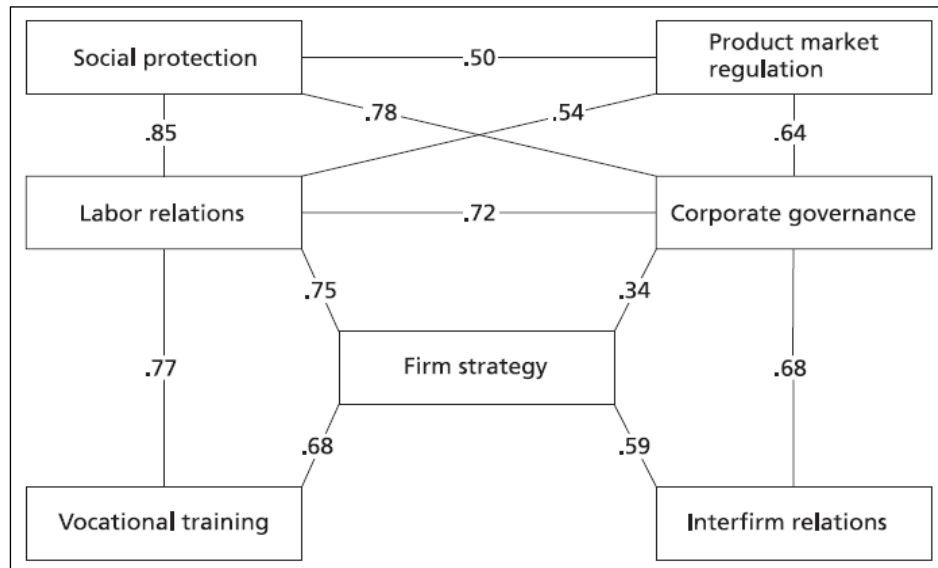 Social protection
.50
Product market
regulation
.85
.78
.54
.64
Labor relations
.72
Corporate governance
.75
.34
.77
Firm strategy
.68
.68
.59
Vocational training
Interfirm relations